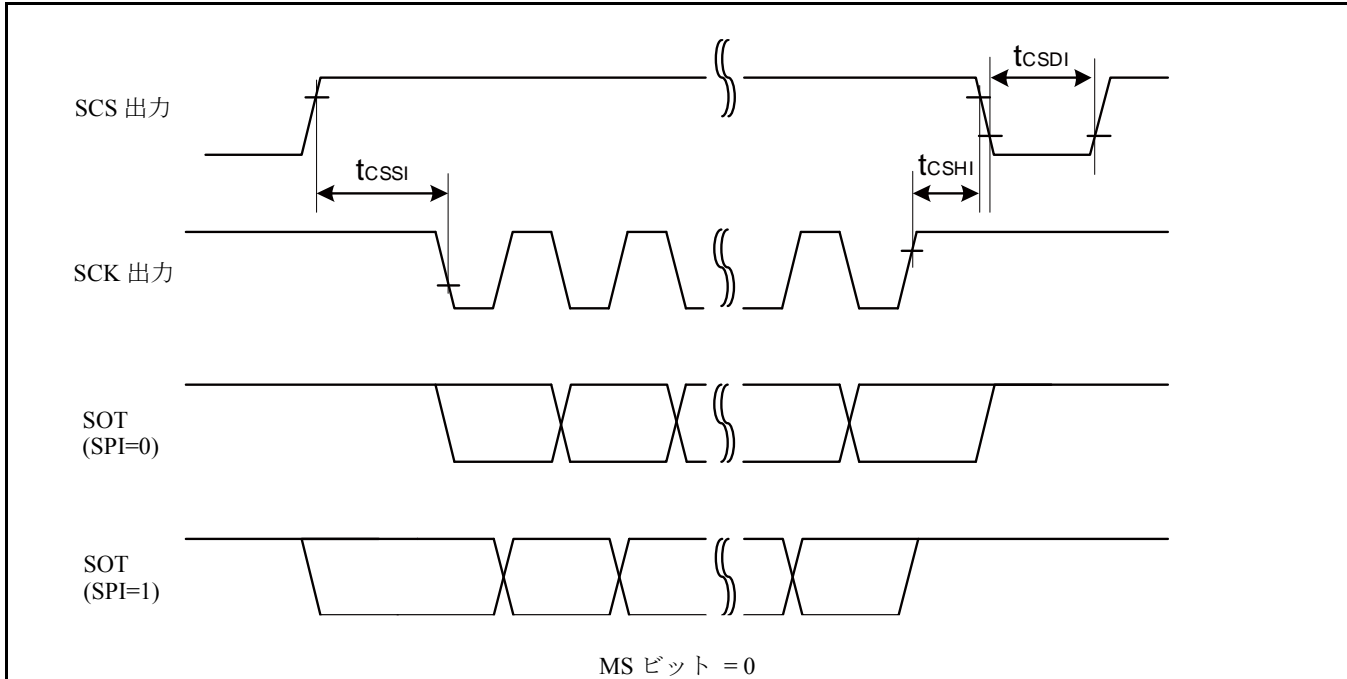 tCSDI
SCS 出力
tCSSI
tCSHI
SCK 出力
SOT
(SPI=0)
SOT
(SPI=1)
MS ビット = 0